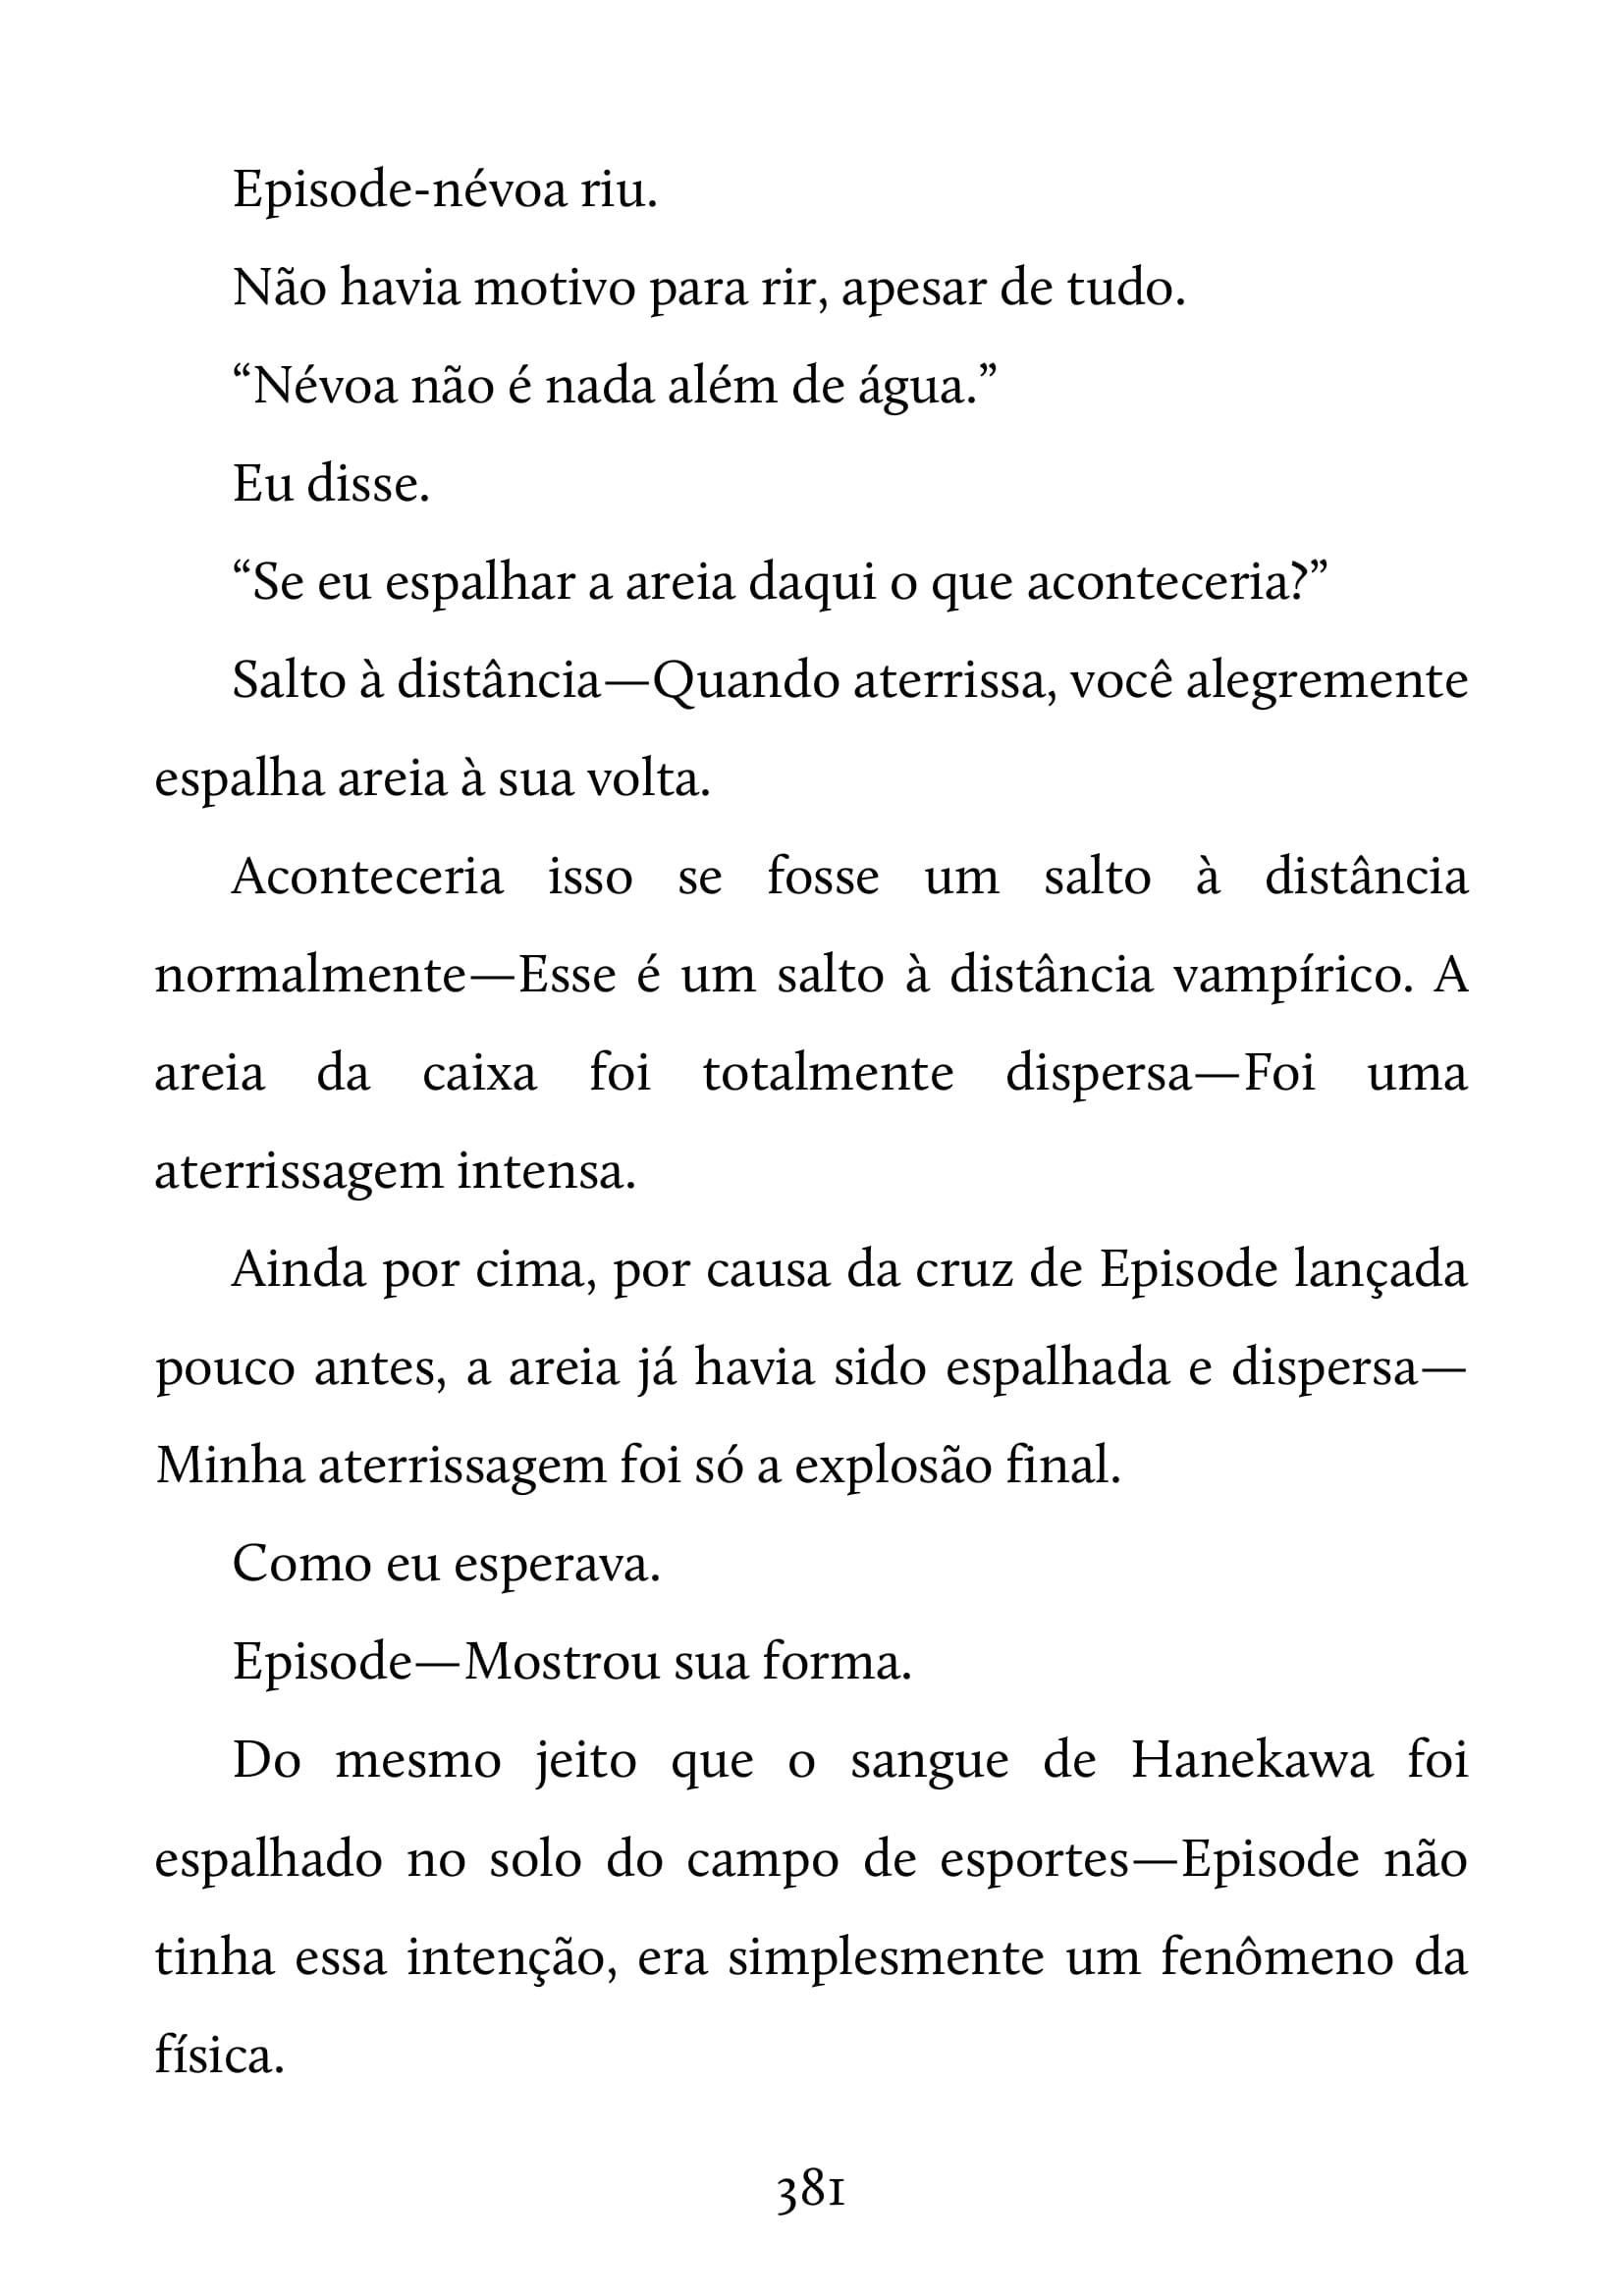 Episode-névoa riu.
Não havia motivo para rir, apesar de tudo.
“Névoa não é nada além de água.”
Eu disse.
“Se eu espalhar a areia daqui o que aconteceria?”
Salto à distância—Quando aterrissa, você alegremente
espalha areia à sua volta.
Aconteceria isso se fosse um salto à distância
normalmente—Esse é um salto à distância vampírico. A
areia da caixa foi totalmente dispersa—Foi uma
aterrissagem intensa.
Ainda por cima, por causa da cruz de Episode lançada
pouco antes, a areia já havia sido espalhada e dispersa—
Minha aterrissagem foi só a explosão final.
Como eu esperava.
Episode—Mostrou sua forma.
Do mesmo jeito que o sangue de Hanekawa foi
espalhado no solo do campo de esportes—Episode não
tinha essa intenção, era simplesmente um fenômeno da
física.
381